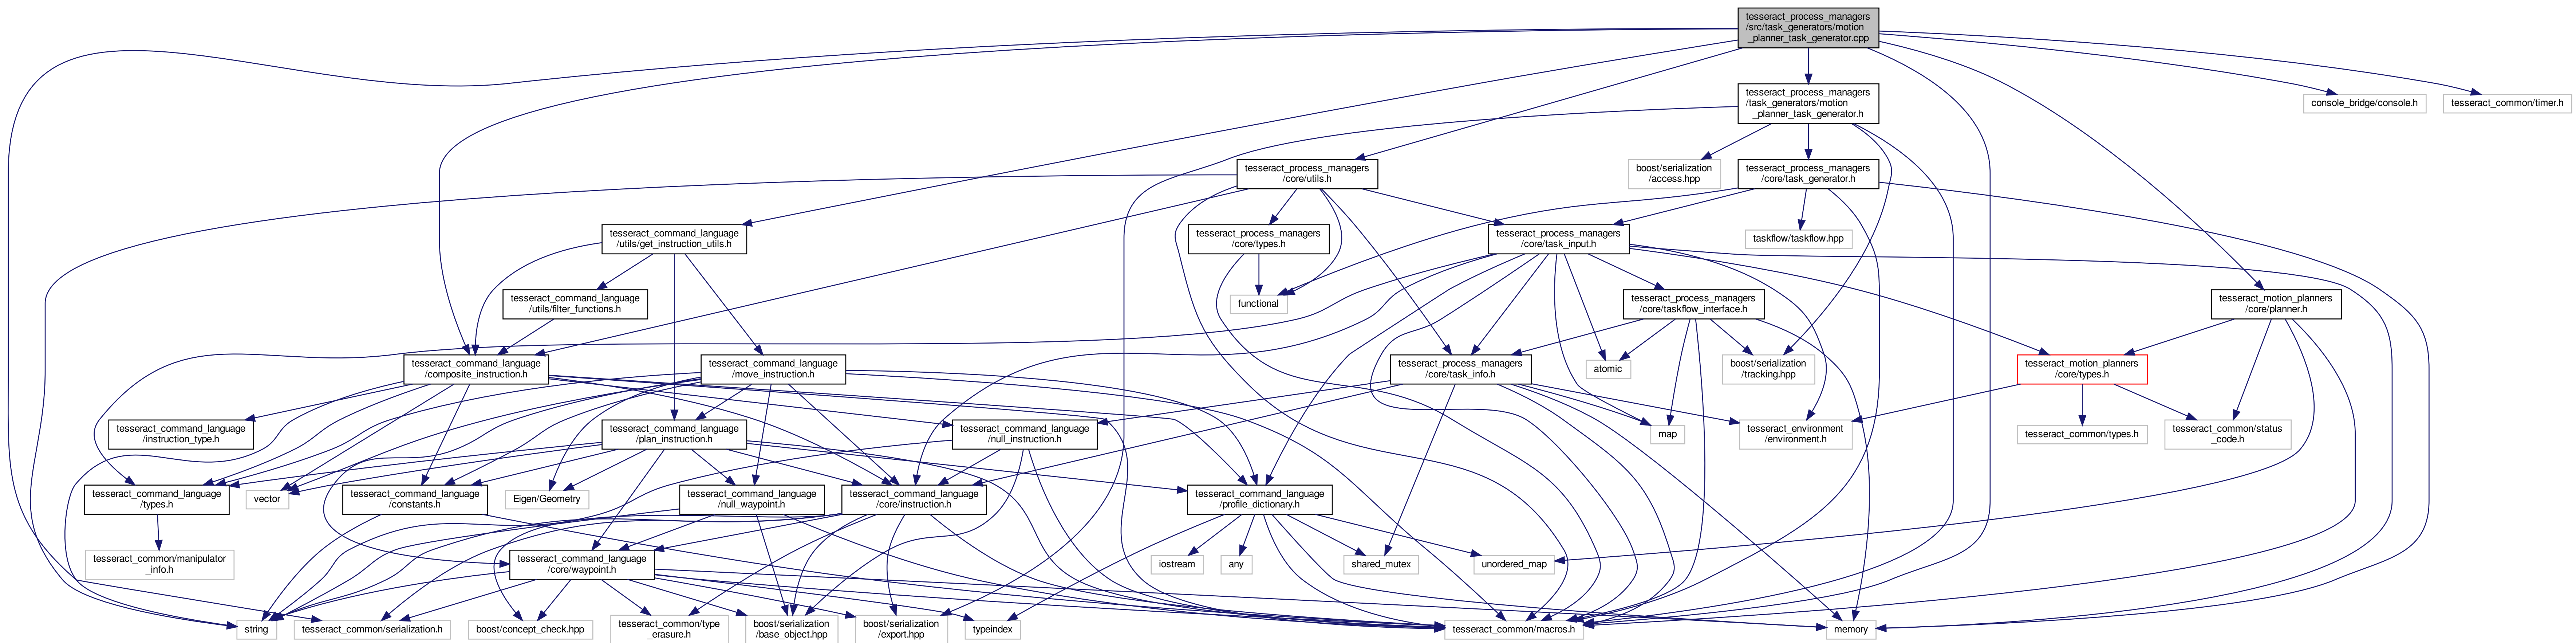 tesseract_process_managers
/src/task_generators/motion
_planner_task_generator.cpp
tesseract_process_managers
/task_generators/motion
_planner_task_generator.h
console_bridge/console.h
tesseract_common/timer.h
tesseract_process_managers
/core/utils.h
boost/serialization
/access.hpp
tesseract_process_managers
/core/task_generator.h
tesseract_command_language
/utils/get_instruction_utils.h
tesseract_process_managers
/core/types.h
tesseract_process_managers
/core/task_input.h
taskflow/taskflow.hpp
tesseract_command_language
/utils/filter_functions.h
functional
tesseract_process_managers
/core/taskflow_interface.h
tesseract_motion_planners
/core/planner.h
tesseract_command_language
/composite_instruction.h
tesseract_command_language
/move_instruction.h
tesseract_process_managers
/core/task_info.h
atomic
boost/serialization
/tracking.hpp
tesseract_motion_planners
/core/types.h
tesseract_command_language
/instruction_type.h
tesseract_command_language
/plan_instruction.h
tesseract_command_language
/null_instruction.h
map
tesseract_environment
/environment.h
tesseract_common/types.h
tesseract_common/status
_code.h
tesseract_command_language
/types.h
vector
tesseract_command_language
/constants.h
Eigen/Geometry
tesseract_command_language
/null_waypoint.h
tesseract_command_language
/core/instruction.h
tesseract_command_language
/profile_dictionary.h
tesseract_common/manipulator
_info.h
tesseract_command_language
/core/waypoint.h
iostream
any
shared_mutex
unordered_map
string
tesseract_common/serialization.h
boost/concept_check.hpp
tesseract_common/type
_erasure.h
boost/serialization
/base_object.hpp
boost/serialization
/export.hpp
typeindex
tesseract_common/macros.h
memory